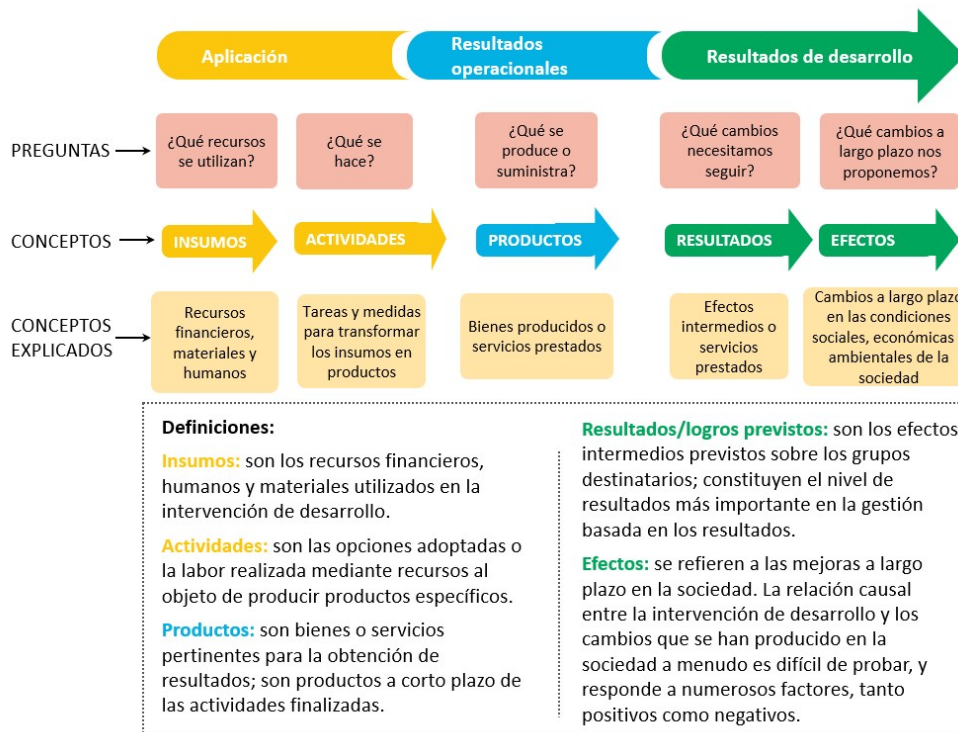 Aplicación
Resultados
operacionales
Resultados de desarrollo
PREGUNTAS
¿Qué recursos
se utilizan?
¿Qué se
hace?
¿Qué se
produce o
suministra?
¿Qué cambios
necesitamos
seguir?
¿Qué cambios a
largo plazo nos
proponemos?
CONCEPTOS
INSUMOS
ACTIVIDADES
PRODUCTOS
RESULTADOS
EFECTOS
CONCEPTOS
EXPLICADOS
Recursos
financieros,
materiales y
humanos
Tareas y medidas
para transformar
los insumos en
productos
Bienes producidos o
servicios prestados
Efectos
intermedios o
servicios
prestados
Cambios a largo plazo
en las condiciones
sociales, económicas
ambientales de la
sociedad
Definiciones:
Insumos: son los recursos financieros,
humanos y materiales utilizados en la
intervención de desarrollo.
Actividades: son las opciones adoptadas o
la labor realizada mediante recursos al
objeto de producir productos específicos.
Productos: son bienes o servicios
pertinentes para la obtención de
resultados; son productos a corto plazo de
las actividades finalizadas.
Resultados/logros previstos: son los efectos
intermedios previstos sobre los grupos
destinatarios; constituyen el nivel de
resultados más importante en la gestión
basada en los resultados.
Efectos: se refieren a las mejoras a largo
plazo en la sociedad. La relación causal
entre la intervención de desarrollo y los
cambios que se han producido en la
sociedad a menudo es difícil de probar, y
responde a numerosos factores, tanto
positivos como negativos.